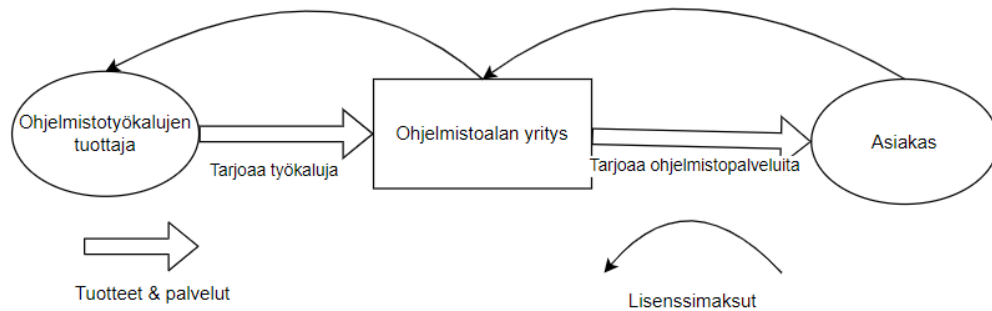 Ohjelmistotyökalujen
tuottaja
Tarjoaa työkaluja
Ohjelmistoalan yritys
Tarjoaa ohjelmistopalveluita
Asiakas
Tuotteet & palvelut
Lisenssimaksut